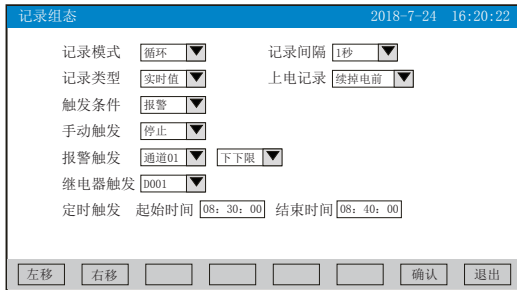 记录组态 2018-7-24 16:20:22
记录模式 循环 记录间隔 1秒
记录类型 实时值 上电记录 续掉电前
触发条件 报警
手动触发 停止
报警触发 通道01 下下限
继电器触发 D001
定时触发 起始时间 08：30：00 结束时间 08：40：00
左移 右移 确认 退出